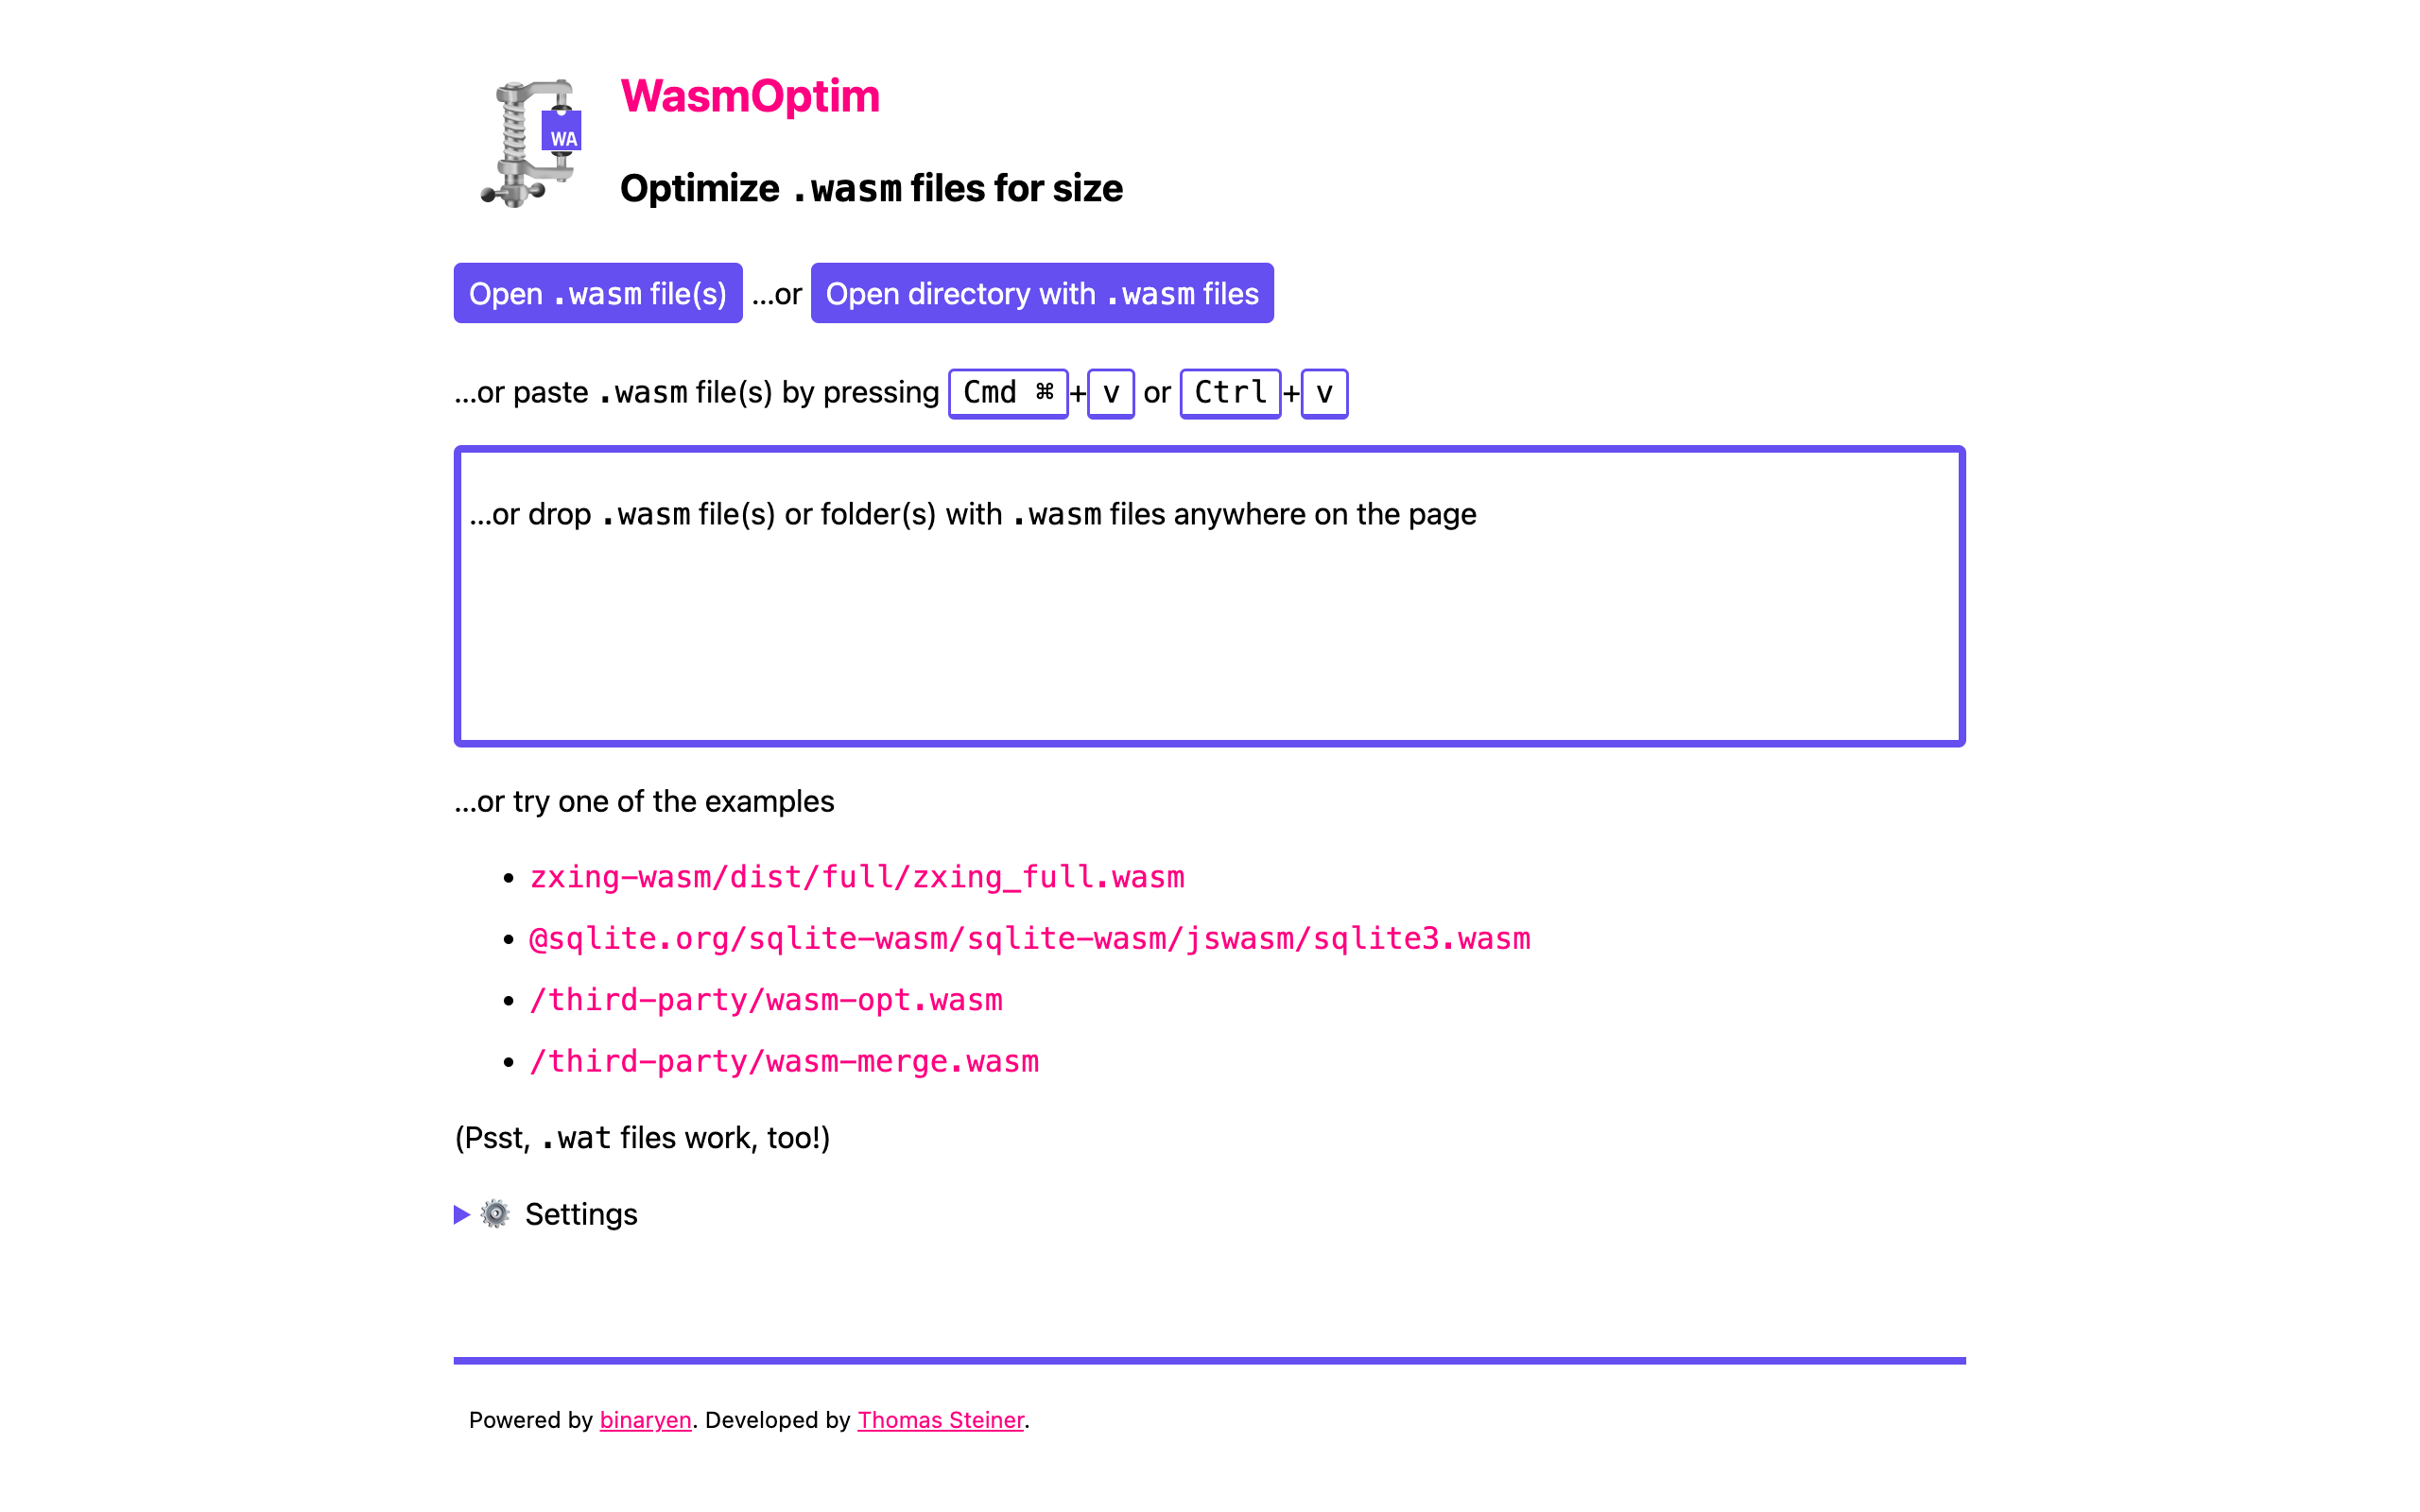 WasmOptim
WA
Optimize .wasm files for size
Open .wasm file(s) ...or Open directory with .wasm files
...or paste .wasm file(s) by pressing Cmd ⌘+v or Ctrl+v
...or drop .wasm file(s) or folder(s) with .wasm files anywhere on the page
...or try one of the examples
• zxing-wasm/dist/full/zxing_full.wasm
• @sqlite.org/sqlite-wasm/sqlite-wasm/jswasm/sqlite3.wasm
• /third-party/wasm-opt.wasm
• /third-party/wasm-merge.wasm
(Psst, .wat files work, too!)
Settings
Powered by binaryen. Developed by Thomas Steiner.